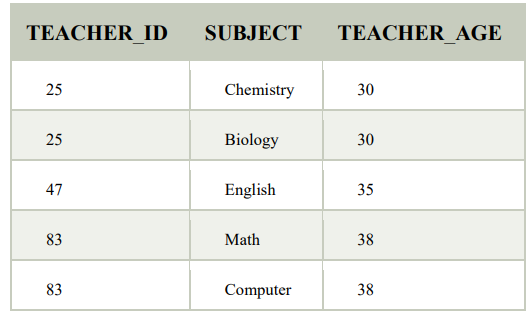 TEACHER_ID SUBJECT TEACHER_AGE
25 Chemistry 30
25 Biology 30
47 English 35
83 Math 38
83 Computer 38